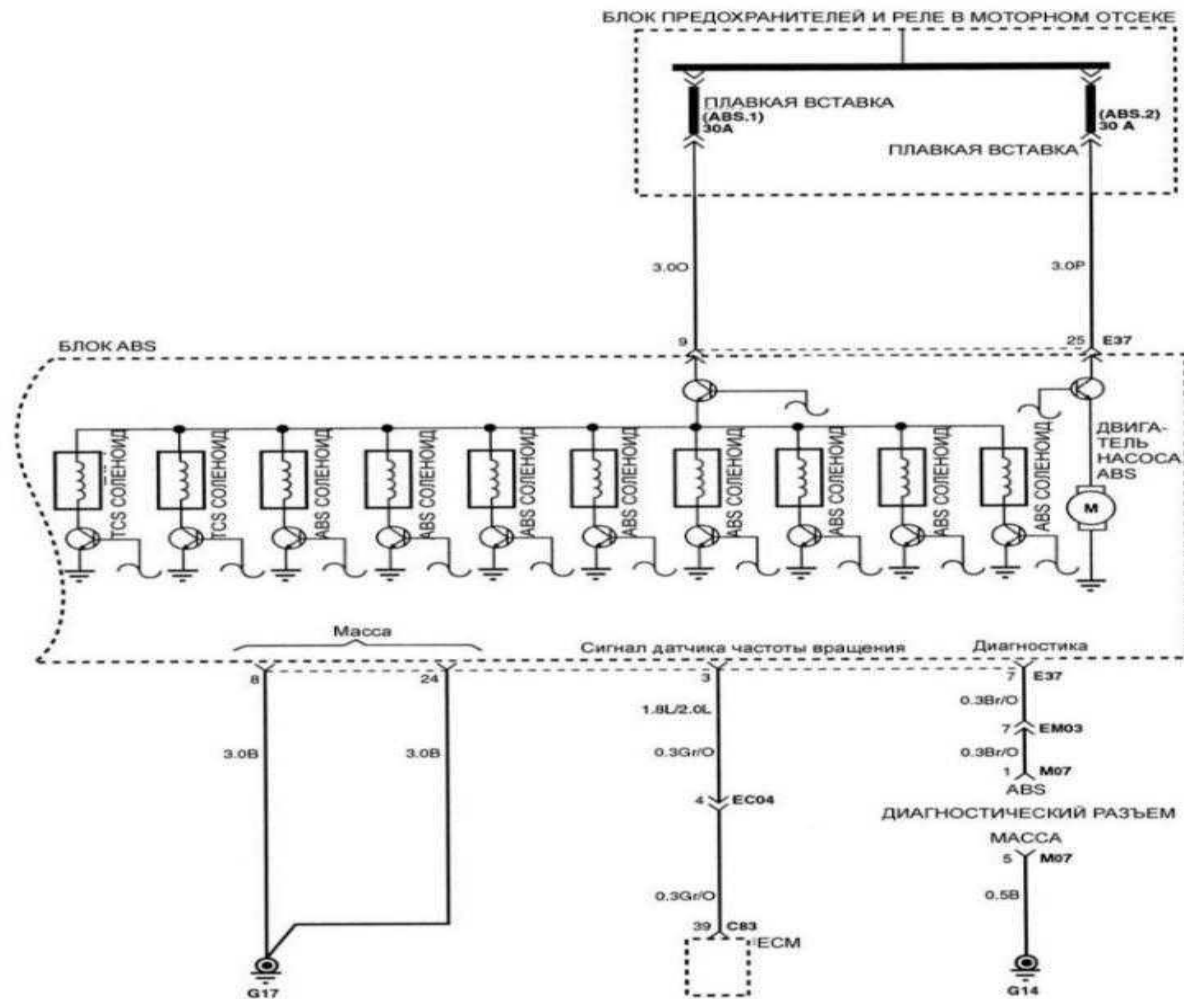 БЛОК ПРЕДОХРАНИТЕЛЕЙ И РЕЛЕ В МОТОРНОМ ОТСЕКЕ
ПЛАВКАЯ ВСТАВКА
(ABS.1)
30A
(ABS.2)
30 A
ПЛАВКАЯ ВСТАВКА
3.0O
3.0P
БЛОК ABS
9
25
E37
TCS СОЛЕНОИД
TCS СОЛЕНОИД
ABS СОЛЕНОИД
ABS СОЛЕНОИД
ABS СОЛЕНОИД
ABS СОЛЕНОИД
ABS СОЛЕНОИД
ABS СОЛЕНОИД
ABS СОЛЕНОИД
ABS СОЛЕНОИД
ДВИГА-
ТЕЛЬ
НАСОСА
ABS
M
Масса
Сигнал датчика частоты вращения
Диагностика
8
24
3
7
E37
1.8L/2.0L
0.3Br/O
3.0B
3.0B
0.3Gr/O
7
EM03
0.3Br/O
1
M07
ABS
4
EC04
ДИАГНОСТИЧЕСКИЙ РАЗЪЕМ
МАССА
5
M07
0.3Gr/O
0.5B
39
C83
ECM
G17
G14